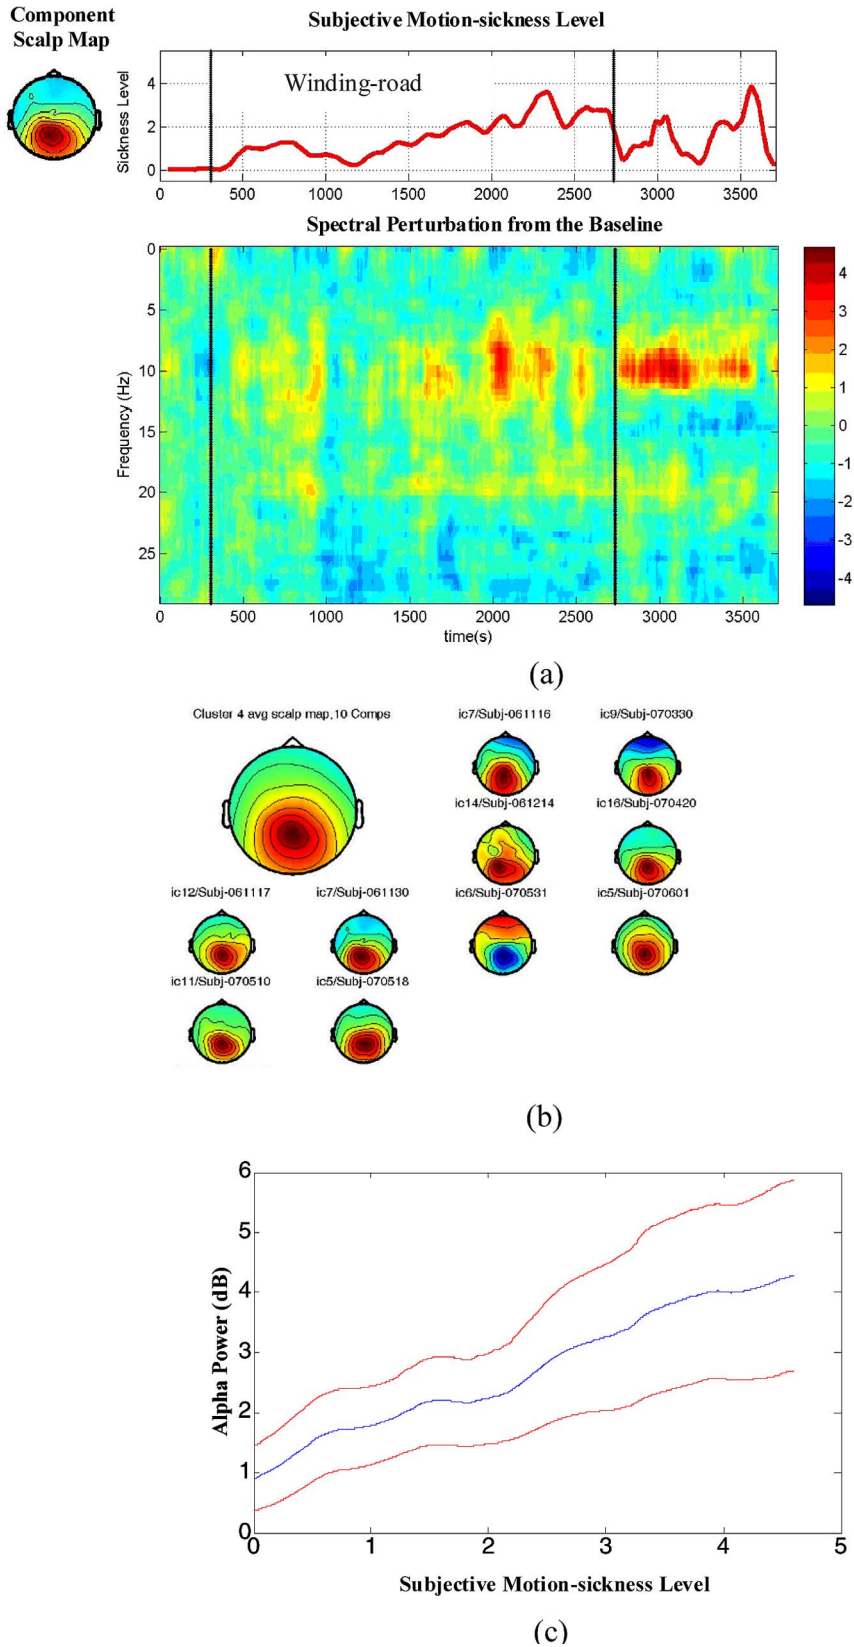 Component
Scalp Map
Subjective Motion-sickness Level
Sickness Level
4
2
0
Winding-road
0 500 1000 1500 2000 2500 3000 3500
Spectral Perturbation from the Baseline
Frequency (Hz)
0
5
10
15
20
25
0 500 1000 1500 2000 2500 3000 3500
time(s)
4
3
2
1
0
-1
-2
-3
-4
(a)
Cluster 4 avg scalp map,10 Comps
ic7/Subj-061116 ic9/Subj-070330
ic14/Subj-061214 ic16/Subj-070420
ic12/Subj-061117 ic7/Subj-061130 ic6/Subj-070531 ic5/Subj-070601
ic11/Subj-070510 ic5/Subj-070518
(b)
Alpha Power (dB)
6
5
4
3
2
1
0
0 1 2 3 4 5
Subjective Motion-sickness Level
(c)